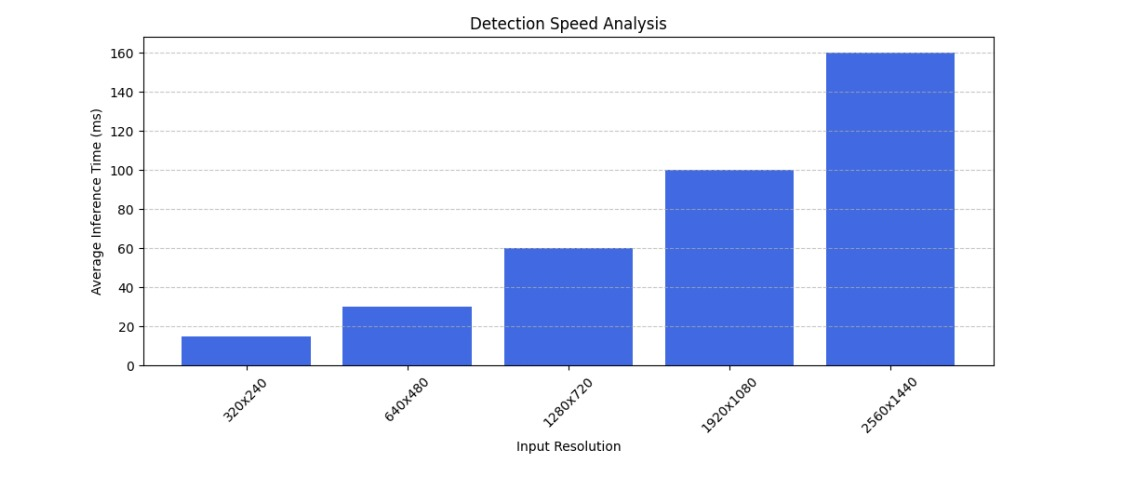 Detection Speed Analysis
Average Inference Time (ms)
160
140
120
100
80
60
40
20
0
320x240
640x480
1280x720
1920x1080
2560x1440
Input Resolution